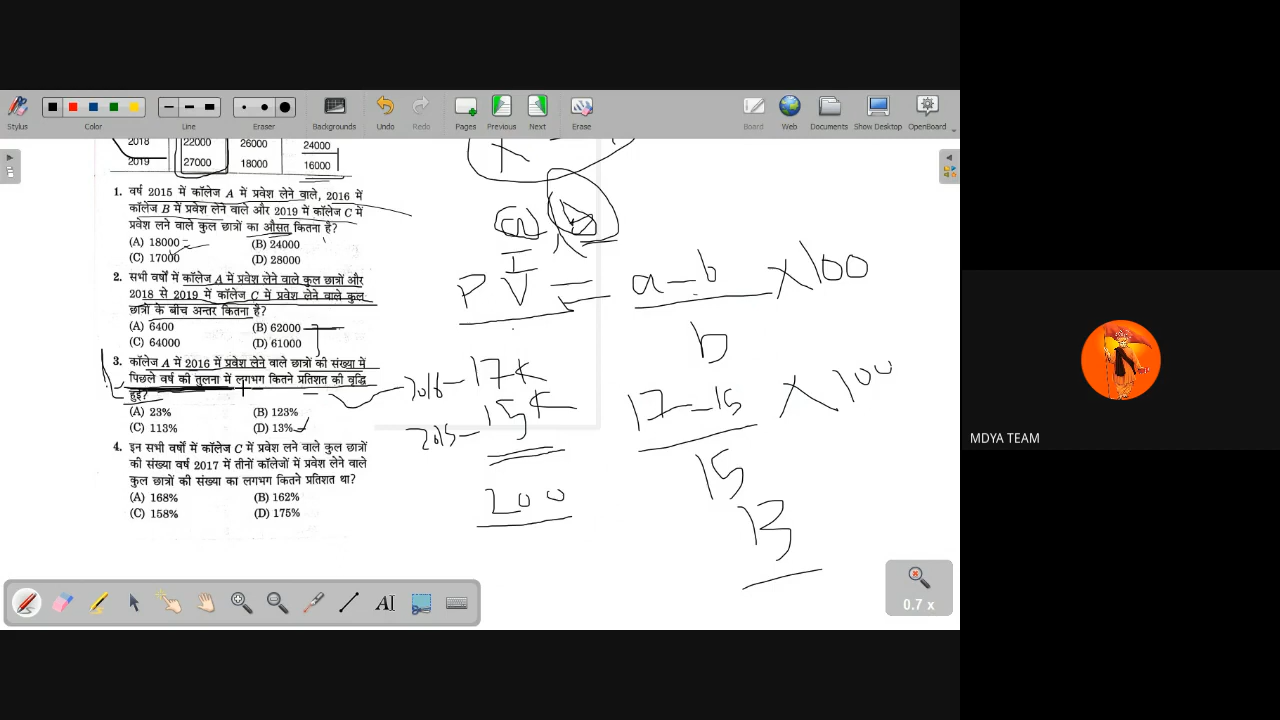 Stylus
Color
Line
Eraser
Backgrounds
Undo
Redo
Pages
Previous
Next
Erase
Board
Web
Documents
Show Desktop
OpenBoard
2018 22000 26000 24000
2019 27000 18000 16000
1. वर्ष 2015 में कॉलेज A में प्रवेश लेने वाले, 2016 में
कॉलेज B में प्रवेश लेने वाले और 2019 में कॉलेज C में
प्रवेश लेने वाले कुल छात्रों का औसत कितना है?
(A) 18000 (B) 24000
(C) 17000 (D) 28000
2. सभी वर्षों में कॉलेज A में प्रवेश लेने वाले कुल छात्रों और
2018 से 2019 में कॉलेज C में प्रवेश लेने वाले कुल
छात्रों के बीच अन्तर कितना है?
(A) 6400 (B) 62000
(C) 64000 (D) 61000
3. कॉलेज A में 2016 में प्रवेश लेने वाले छात्रों की संख्या में
पिछले वर्ष की तुलना में लगभग कितने प्रतिशत की वृद्धि
हुई?
(A) 23% (B) 123%
(C) 113% (D) 13%
4. इन सभी वर्षों में कॉलेज C में प्रवेश लने वाले कुल छात्रों
की संख्या वर्ष 2017 में तीनों कॉलेजों में प्रवेश लेने वाले
कुल छात्रों की संख्या का लगभग कितने प्रतिशत था?
(A) 168% (B) 162%
(C) 158% (D) 175%
a b
I
P V = a - b × 100
b
2016 - 17K
2015 - 15K
200
17 - 15 × 100
15
13
0.7 x
MDYA TEAM